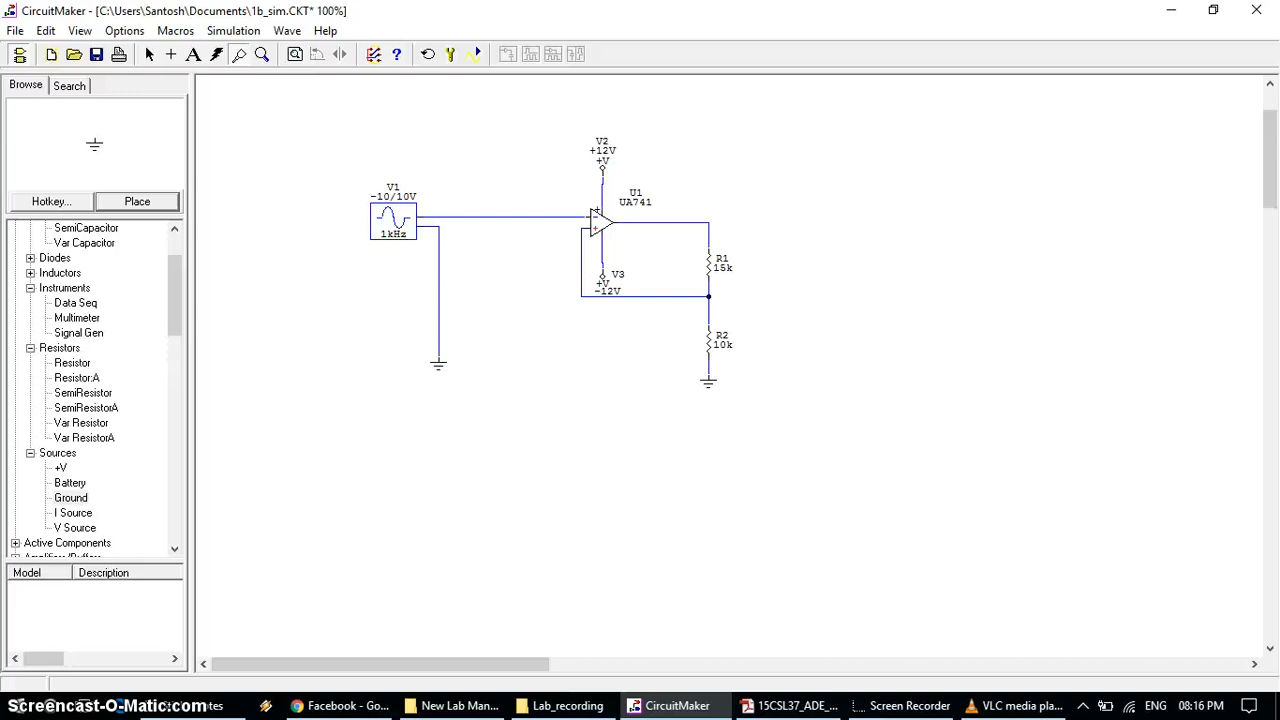 CircuitMaker - [C:\Users\Santosh\Documents\1b_sim.CKT* 100%]
File Edit View Options Macros Simulation Wave Help
Browse Search
Hotkey... Place
SemiCapacitor
Var Capacitor
Diodes
Inductors
Instruments
Data Seq
Multimeter
Signal Gen
Resistors
Resistor
Resistor:A
SemiResistor
SemiResistorA
Var Resistor
Var ResistorA
Sources
+V
Battery
Ground
I Source
V Source
Active Components
Model Description
V1
-10/10V
1kHz
V2
+12V
+V
U1
UA741
V3
+V
-12V
R1
15k
R2
10k
Screencast-O-Matic.com
Facebook - Go...
New Lab Man...
Lab_recording
CircuitMaker
15CSL37_ADE_...
Screen Recorder
VLC media pla...
ENG
08:16 PM